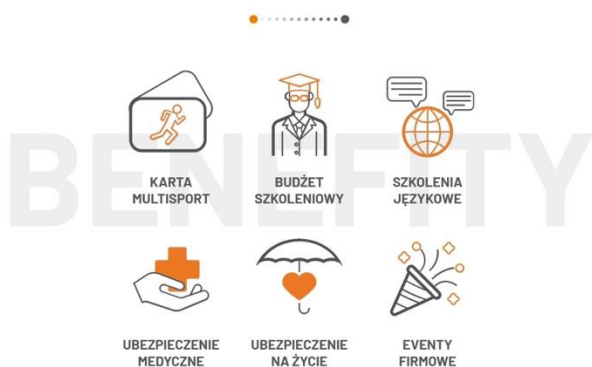 BENEFITY
KARTA
MULTISPORT
BUDŻET
SZKOLENIOWY
SZKOLENIA
JĘZYKOWE
UBEZPIECZENIE
MEDYCZNE
UBEZPIECZENIE
NA ŻYCIE
EVENTY
FIRMOWE